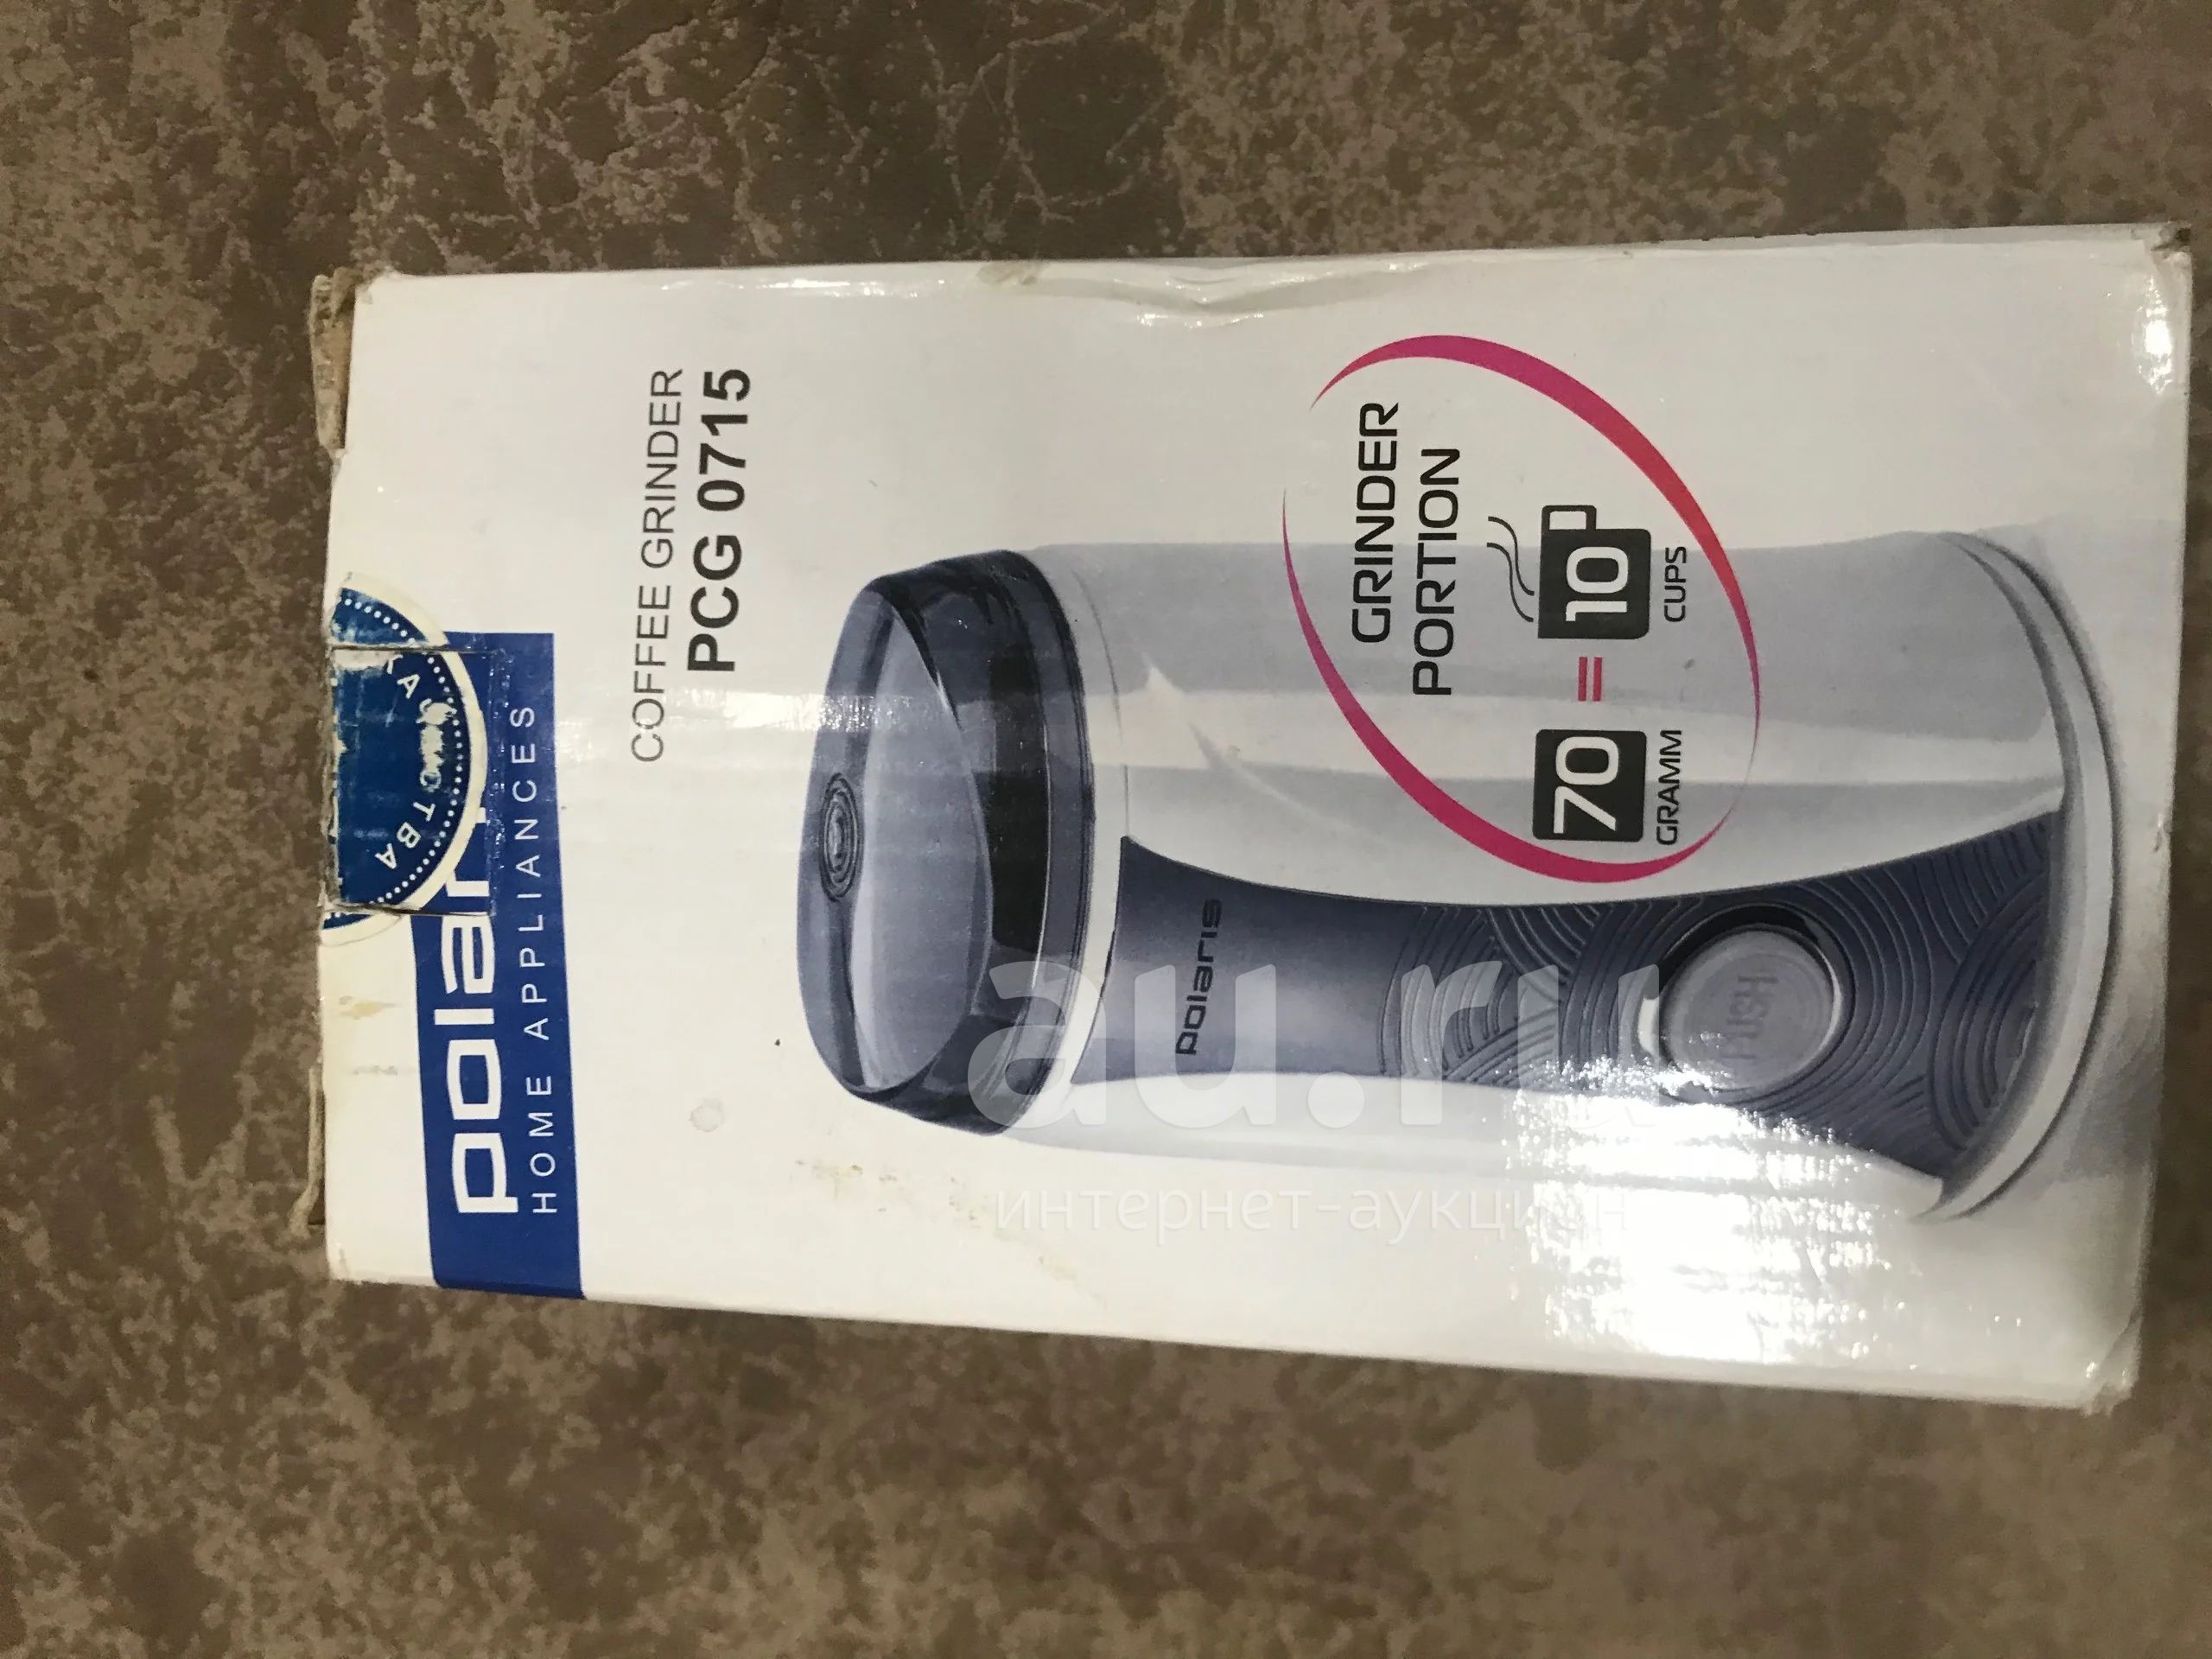 polaris
HOME APPLIANCES
COFFEE GRINDER
PCG 0715
polaris
PUSH
GRINDER
PORTION
70 = 10
GRAMM CUPS
au.ru
интернет-аукцион